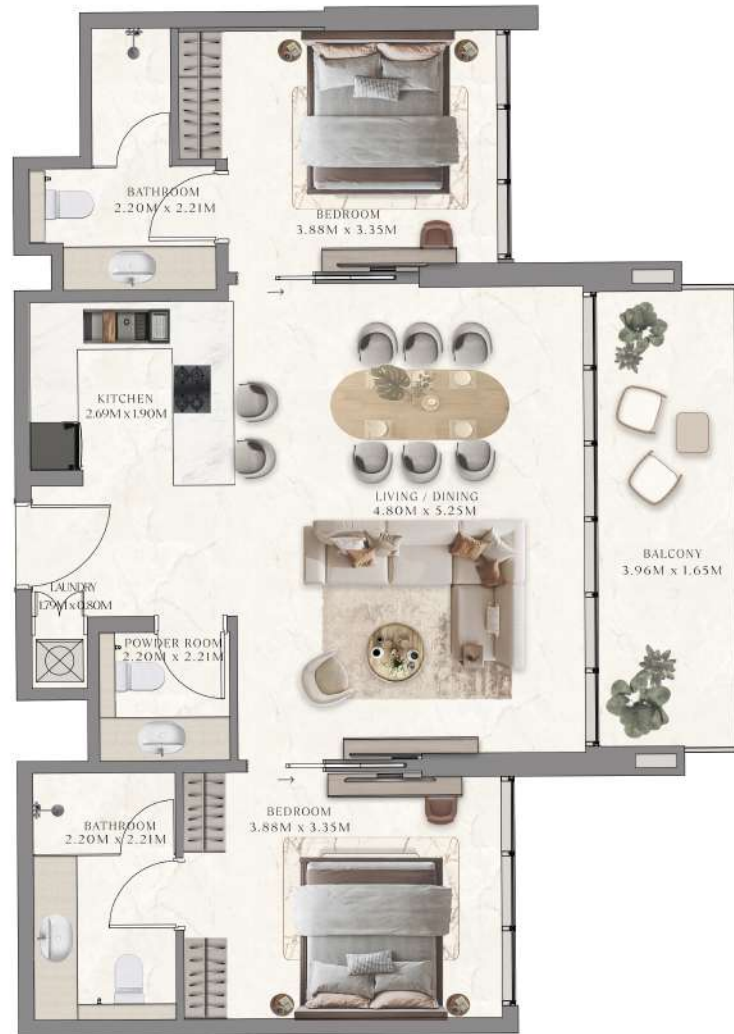 BATHROOM
2.20M x 2.21M
BEDROOM
3.88M x 3.35M
KITCHEN
2.69M x 1.90M
LIVING / DINING
4.80M x 5.25M
BALCONY
3.96M x 1.65M
LAUNDRY
1.79M x 0.80M
POWDER ROOM
2.20M x 2.21M
BATHROOM
2.20M x 2.21M
BEDROOM
3.88M x 3.35M